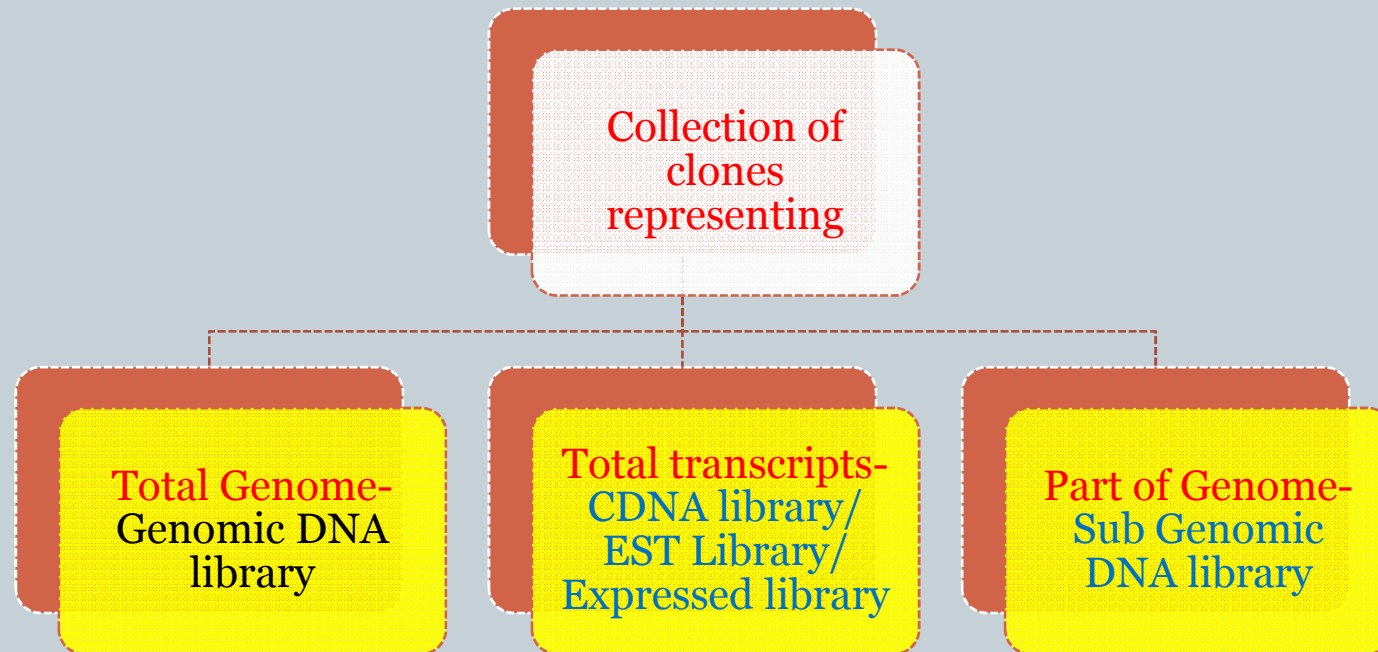 Collection of
clones
representing
Total Genome-
Genomic DNA
library
Total transcripts-
CDNA library/
EST Library/
Expressed library
Part of Genome-
Sub Genomic
DNA library